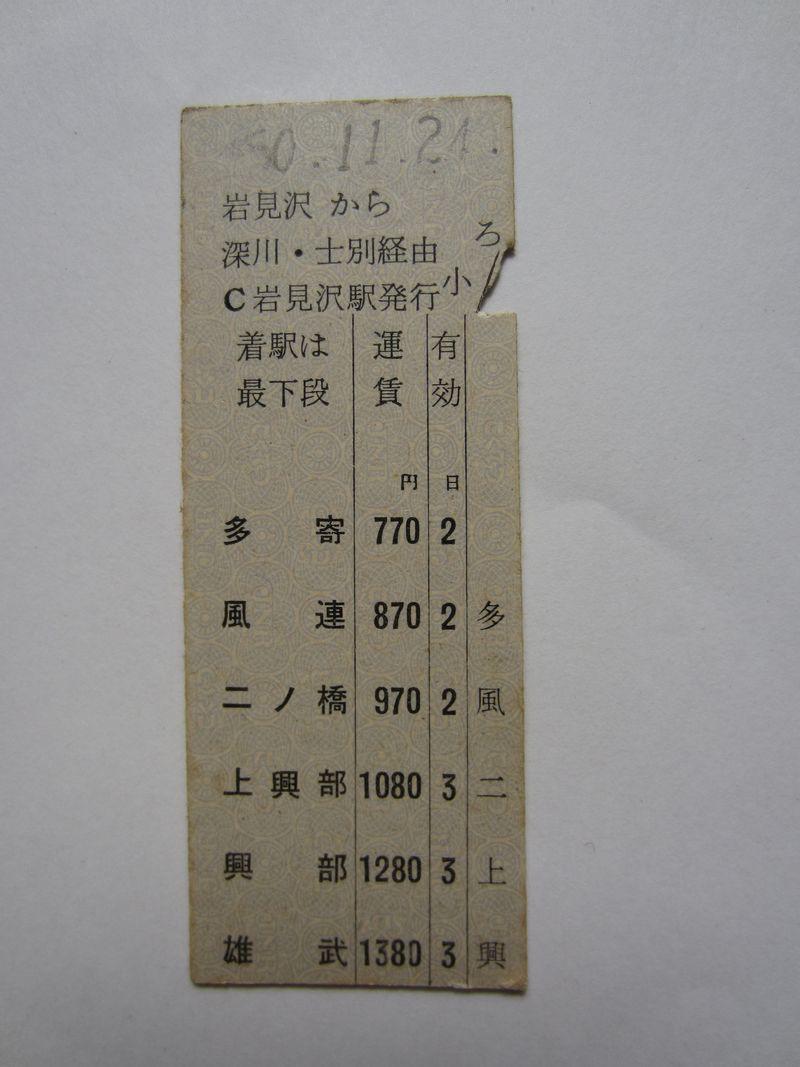 50.11.21.
岩見沢 から
深川・士別経由 ろ
C岩見沢駅発行 小
着駅は 運 有
最下段 賃 効
円 日
多寄 770 2
風連 870 2 多
二ノ橋 970 2 風
上興部 1080 3 二
興部 1280 3 上
雄武 1380 3 興